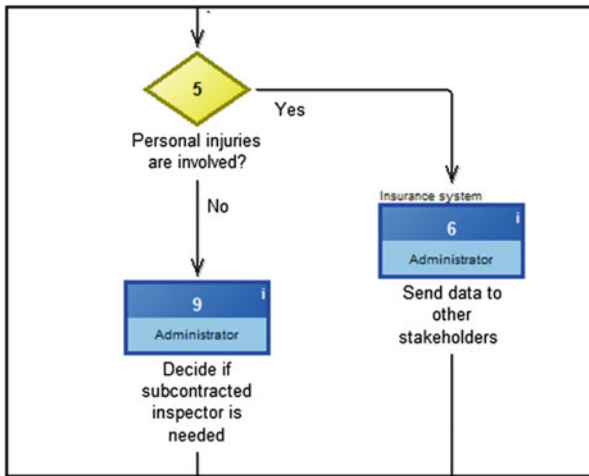 5
Personal injuries
are involved?
Yes
No
Insurance system
6
i
Administrator
Send data to
other
stakeholders
9
i
Administrator
Decide if
subcontracted
inspector is
needed